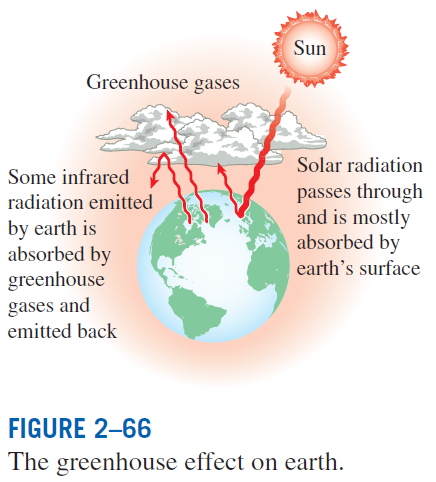 Sun
Greenhouse gases
Some infrared
radiation emitted
by earth is
absorbed by
greenhouse
gases and
emitted back
Solar radiation
passes through
and is mostly
absorbed by
earth’s surface
FIGURE 2–66
The greenhouse effect on earth.